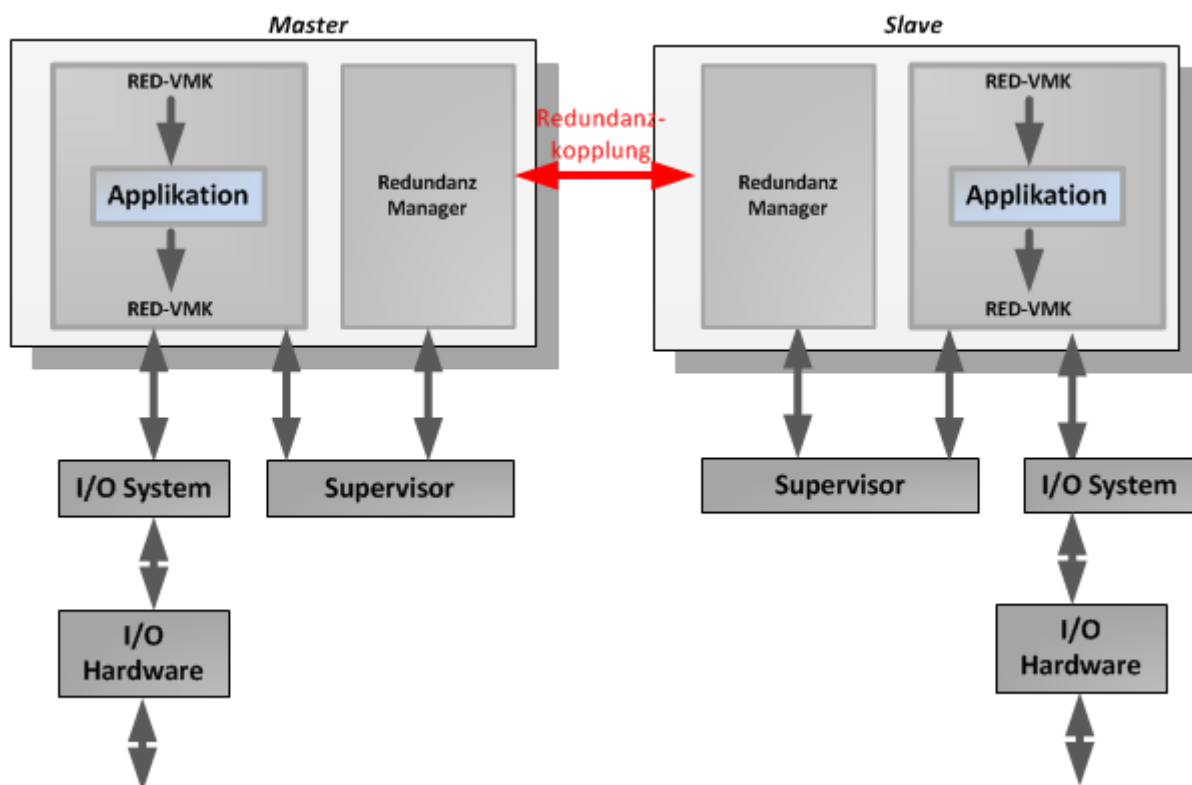 Master
Slave
RED-VMK
Applikation
RED-VMK
Redundanz
Manager
Redundanz-
kopplung
Redundanz
Manager
RED-VMK
Applikation
RED-VMK
I/O System
Supervisor
Supervisor
I/O System
I/O
Hardware
I/O
Hardware